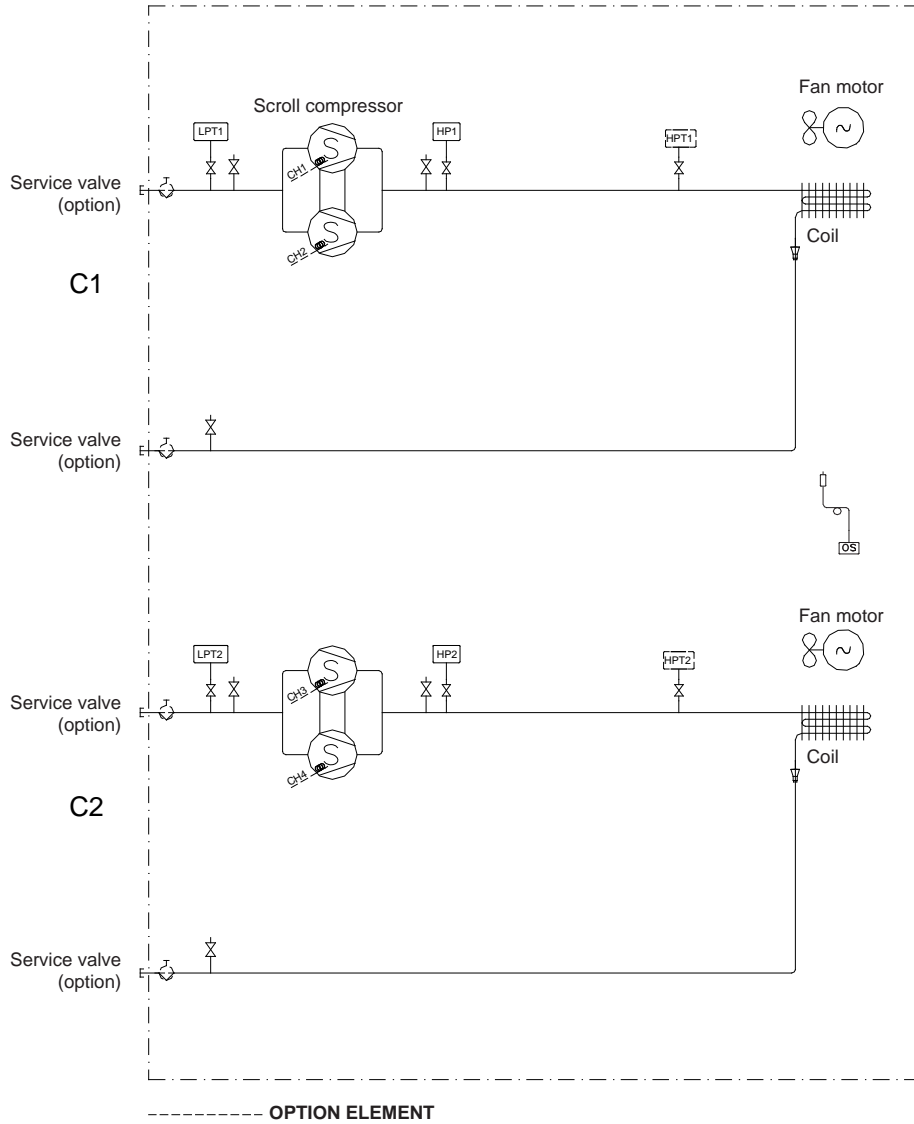 Fan motor
Scroll compressor
LPT1
HP1
HPT1
S
CH1
Service valve
(option)
S
CH2
Coil
C1
Service valve
(option)
OS
Fan motor
LPT2
HP2
HPT2
S
CH3
Service valve
(option)
S
CH4
Coil
C2
Service valve
(option)
OPTION ELEMENT